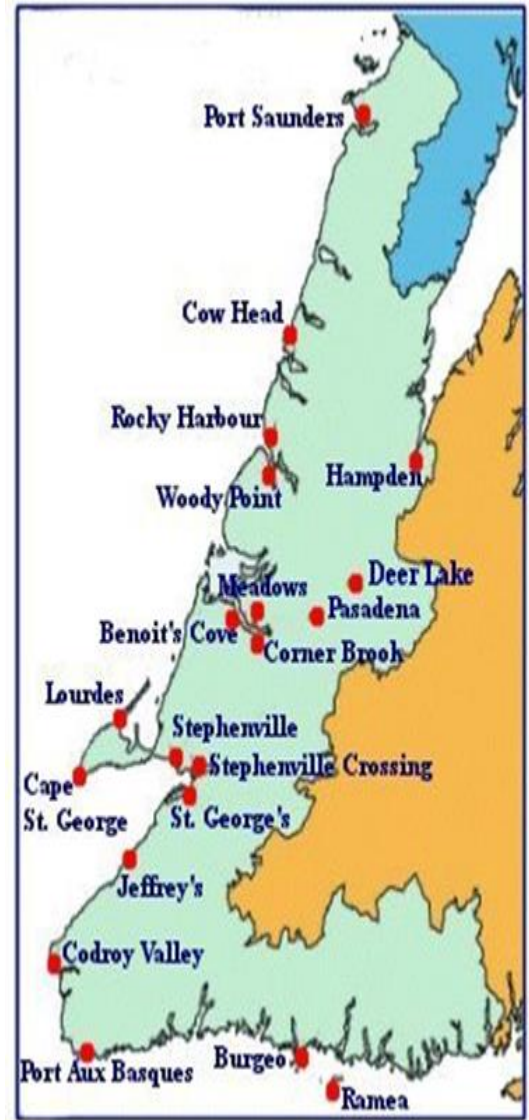 Port Saunders
Cow Head
Rocky Harbour
Hampden
Woody Point
Deer Lake
Meadows
Pasadena
Benoit's Cove
Corner Brook
Lourdes
Stephenville
Stephenville Crossing
Cape
St. George
St. George's
Jeffrey's
Codroy Valley
Burgeo
Port Aux Basques
Ramea